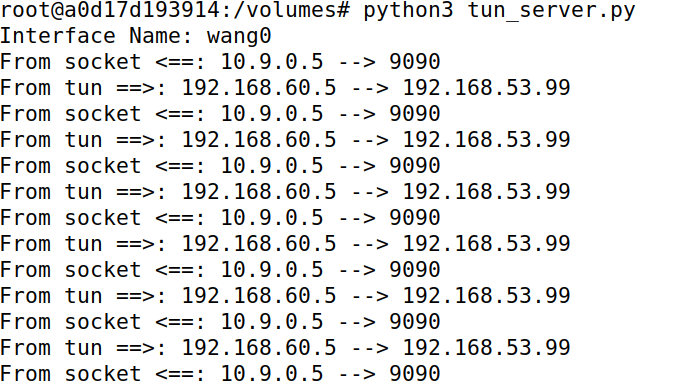 root@a0d17d193914:/volumes# python3 tun_server.py
Interface Name: wang0
From socket <==: 10.9.0.5 --> 9090
From tun ==>: 192.168.60.5 --> 192.168.53.99
From socket <==: 10.9.0.5 --> 9090
From tun ==>: 192.168.60.5 --> 192.168.53.99
From socket <==: 10.9.0.5 --> 9090
From tun ==>: 192.168.60.5 --> 192.168.53.99
From socket <==: 10.9.0.5 --> 9090
From tun ==>: 192.168.60.5 --> 192.168.53.99
From socket <==: 10.9.0.5 --> 9090
From tun ==>: 192.168.60.5 --> 192.168.53.99
From socket <==: 10.9.0.5 --> 9090
From tun ==>: 192.168.60.5 --> 192.168.53.99
From socket <==: 10.9.0.5 --> 9090